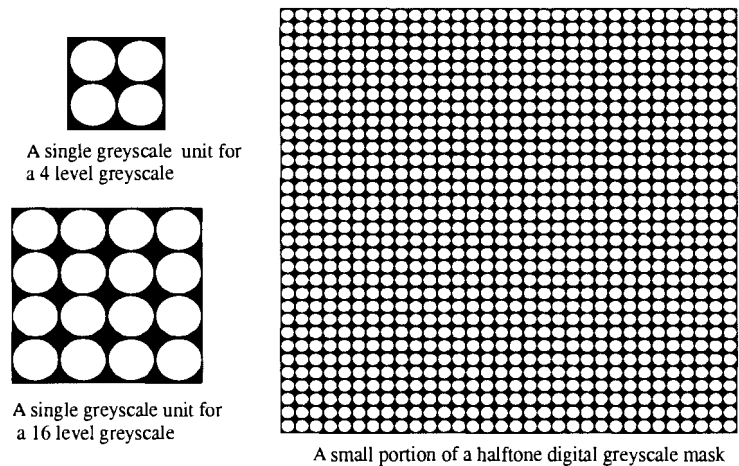 A single greyscale unit for
a 4 level greyscale
A single greyscale unit for
a 16 level greyscale
A small portion of a halftone digital greyscale mask